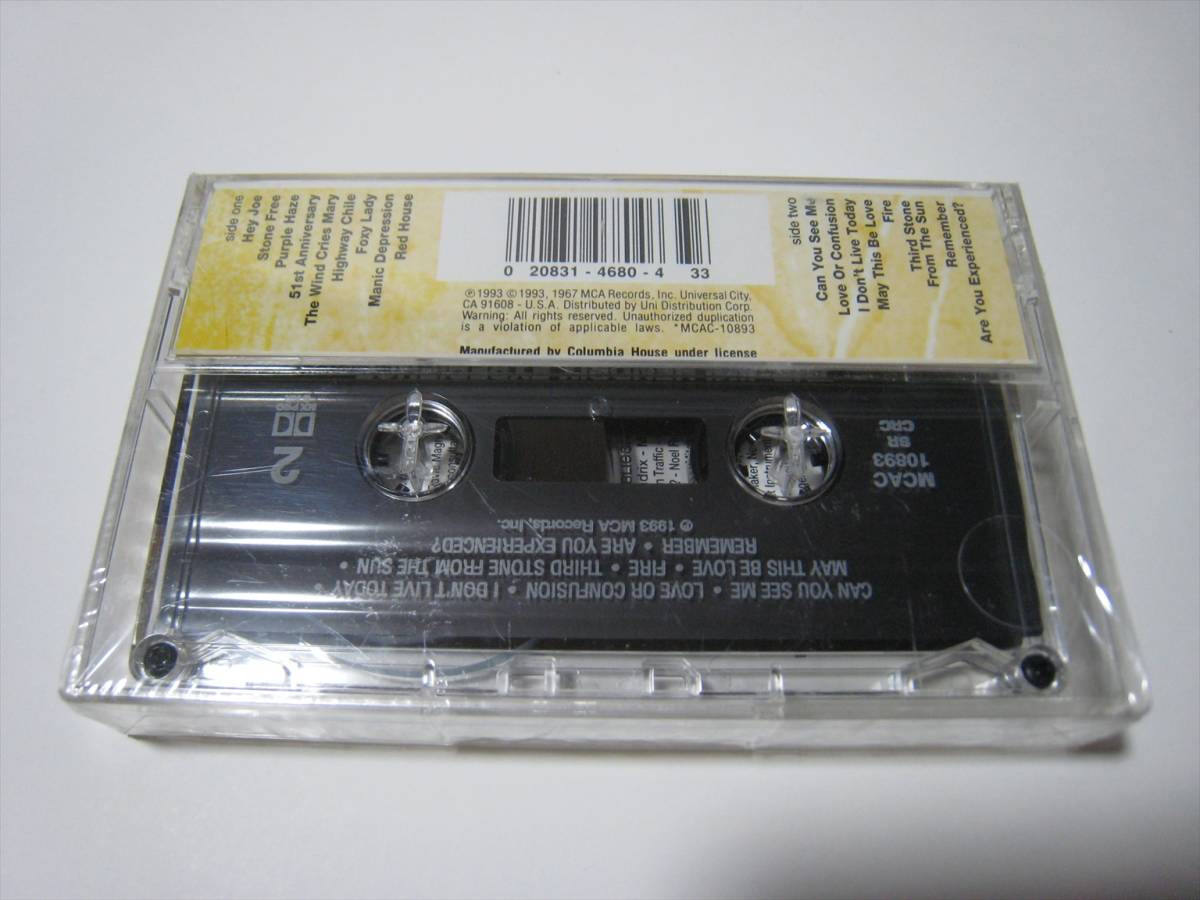 side one
Hey Joe
Stone Free
Purple Haze
51st Anniversary
The Wind Cries Mary
Highway Chile
Foxy Lady
Manic Depression
Red House
0 20831-4680-4 33
℗ 1993 © 1993, 1967 MCA Records, Inc. Universal City,
CA 91608 - U.S.A. Distributed by Uni Distribution Corp.
Warning: All rights reserved. Unauthorized duplication
is a violation of applicable laws. *MCAC-10893
Manufactured by Columbia House under license
side two
Can You See Me
Love Or Confusion
I Don't Live Today
May This Be Love
Fire
Third Stone
From The Sun
Remember
Are You Experienced?
CAN YOU SEE ME • LOVE OR CONFUSION • I DON'T LIVE TODAY •
MAY THIS BE LOVE • FIRE • THIRD STONE FROM THE SUN •
REMEMBER • ARE YOU EXPERIENCED?
℗ 1993 MCA Records, Inc.
MCAC
10893
SR
CRC
2
Traffic
- Noel